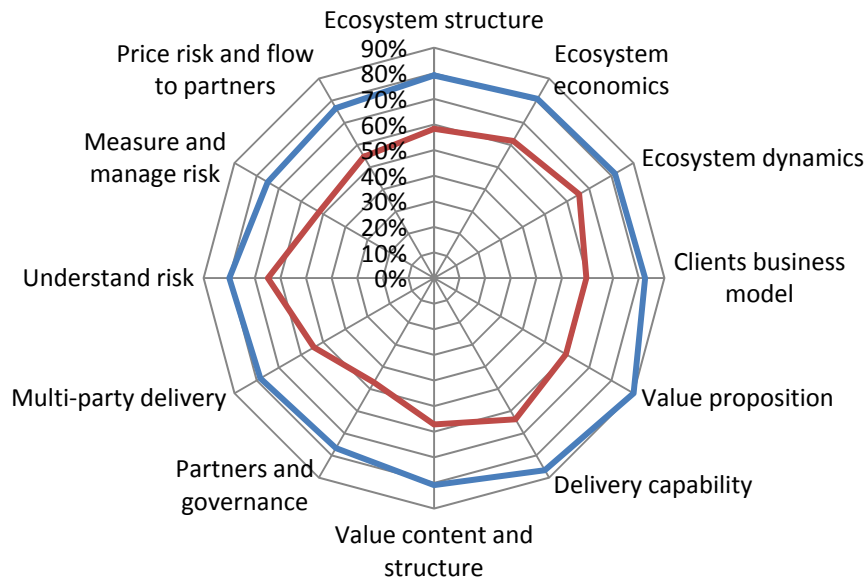 Ecosystem structure
90%
80%
70%
60%
50%
40%
30%
20%
10%
0%
Ecosystem
economics
Ecosystem dynamics
Clients business
model
Value proposition
Delivery capability
Value content and
structure
Partners and
governance
Multi-party delivery
Understand risk
Measure and
manage risk
Price risk and flow
to partners